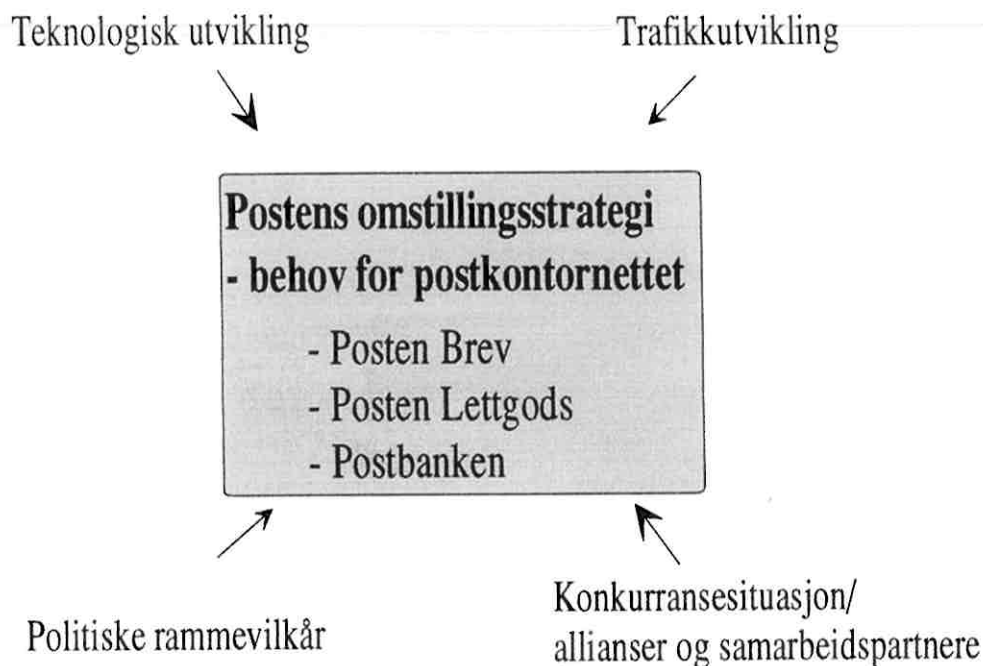 Teknologisk utvikling
Trafikkutvikling
Postens omstillingsstrategi
- behov for postkontornettet
- Posten Brev
- Posten Lettgods
- Postbanken
Politiske rammevilkår
Konkurransesituasjon/
allianser og samarbeidspartnere